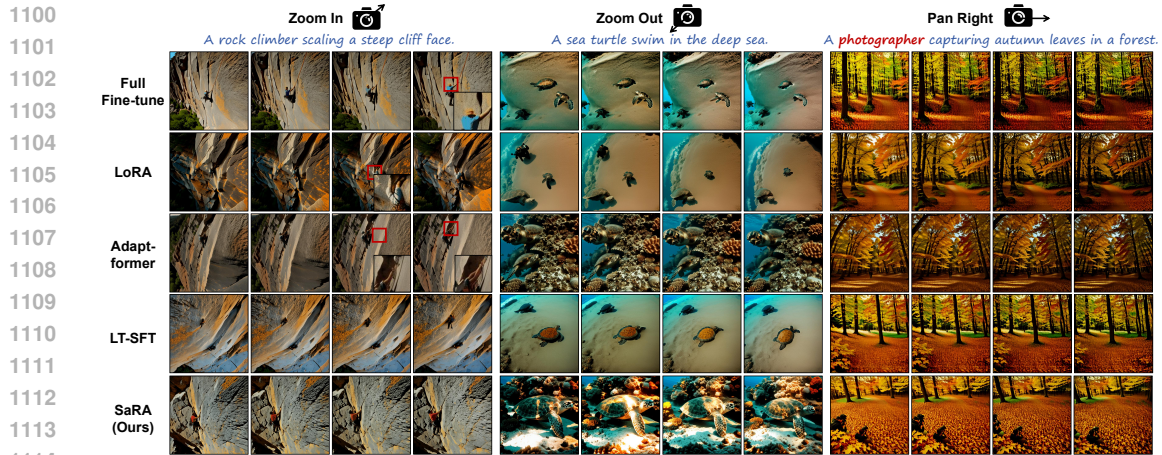 1100
Zoom In
Zoom Out
Pan Right
1101
A rock climber scaling a steep cliff face.
A sea turtle swim in the deep sea.
A photographer capturing autumn leaves in a forest.
1102
Full
Fine-tune
1103
1104
1105
LoRA
1106
1107
Adapt-
former
1108
1109
1110
LT-SFT
1111
1112
SaRA
(Ours)
1113